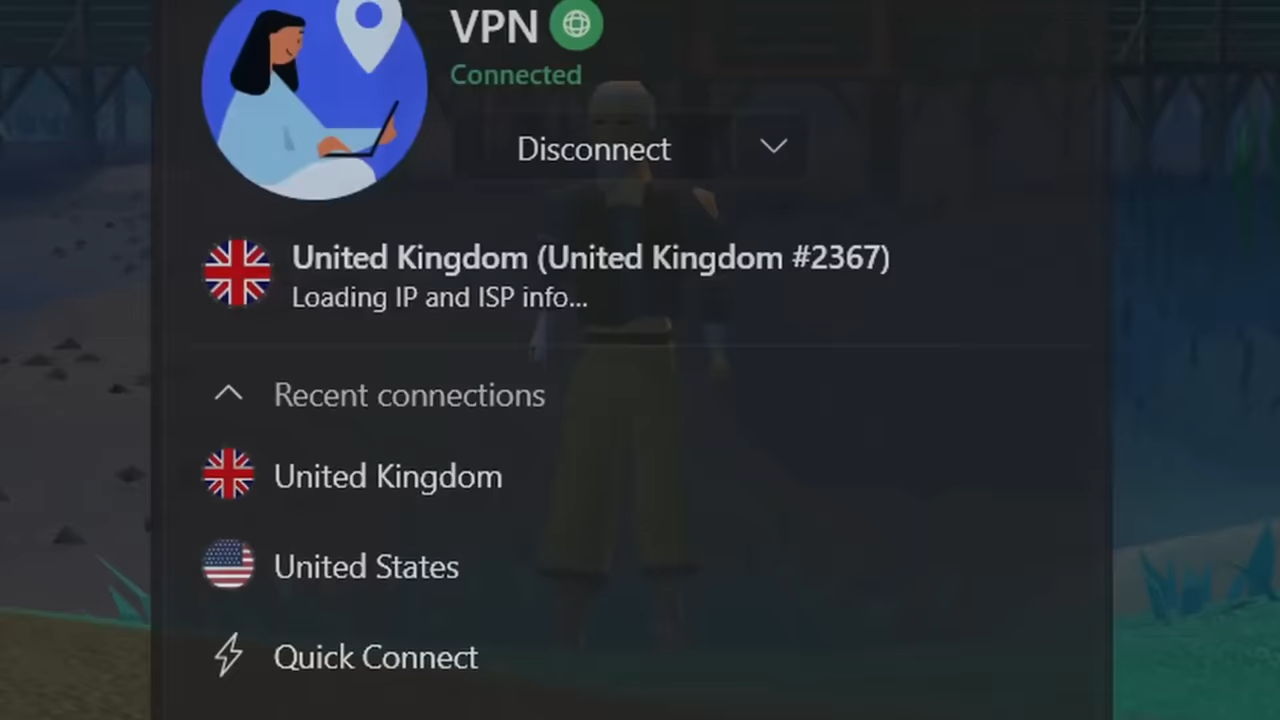 VPN
Connected
Disconnect
United Kingdom (United Kingdom #2367)
Loading IP and ISP info...
Recent connections
United Kingdom
United States
Quick Connect